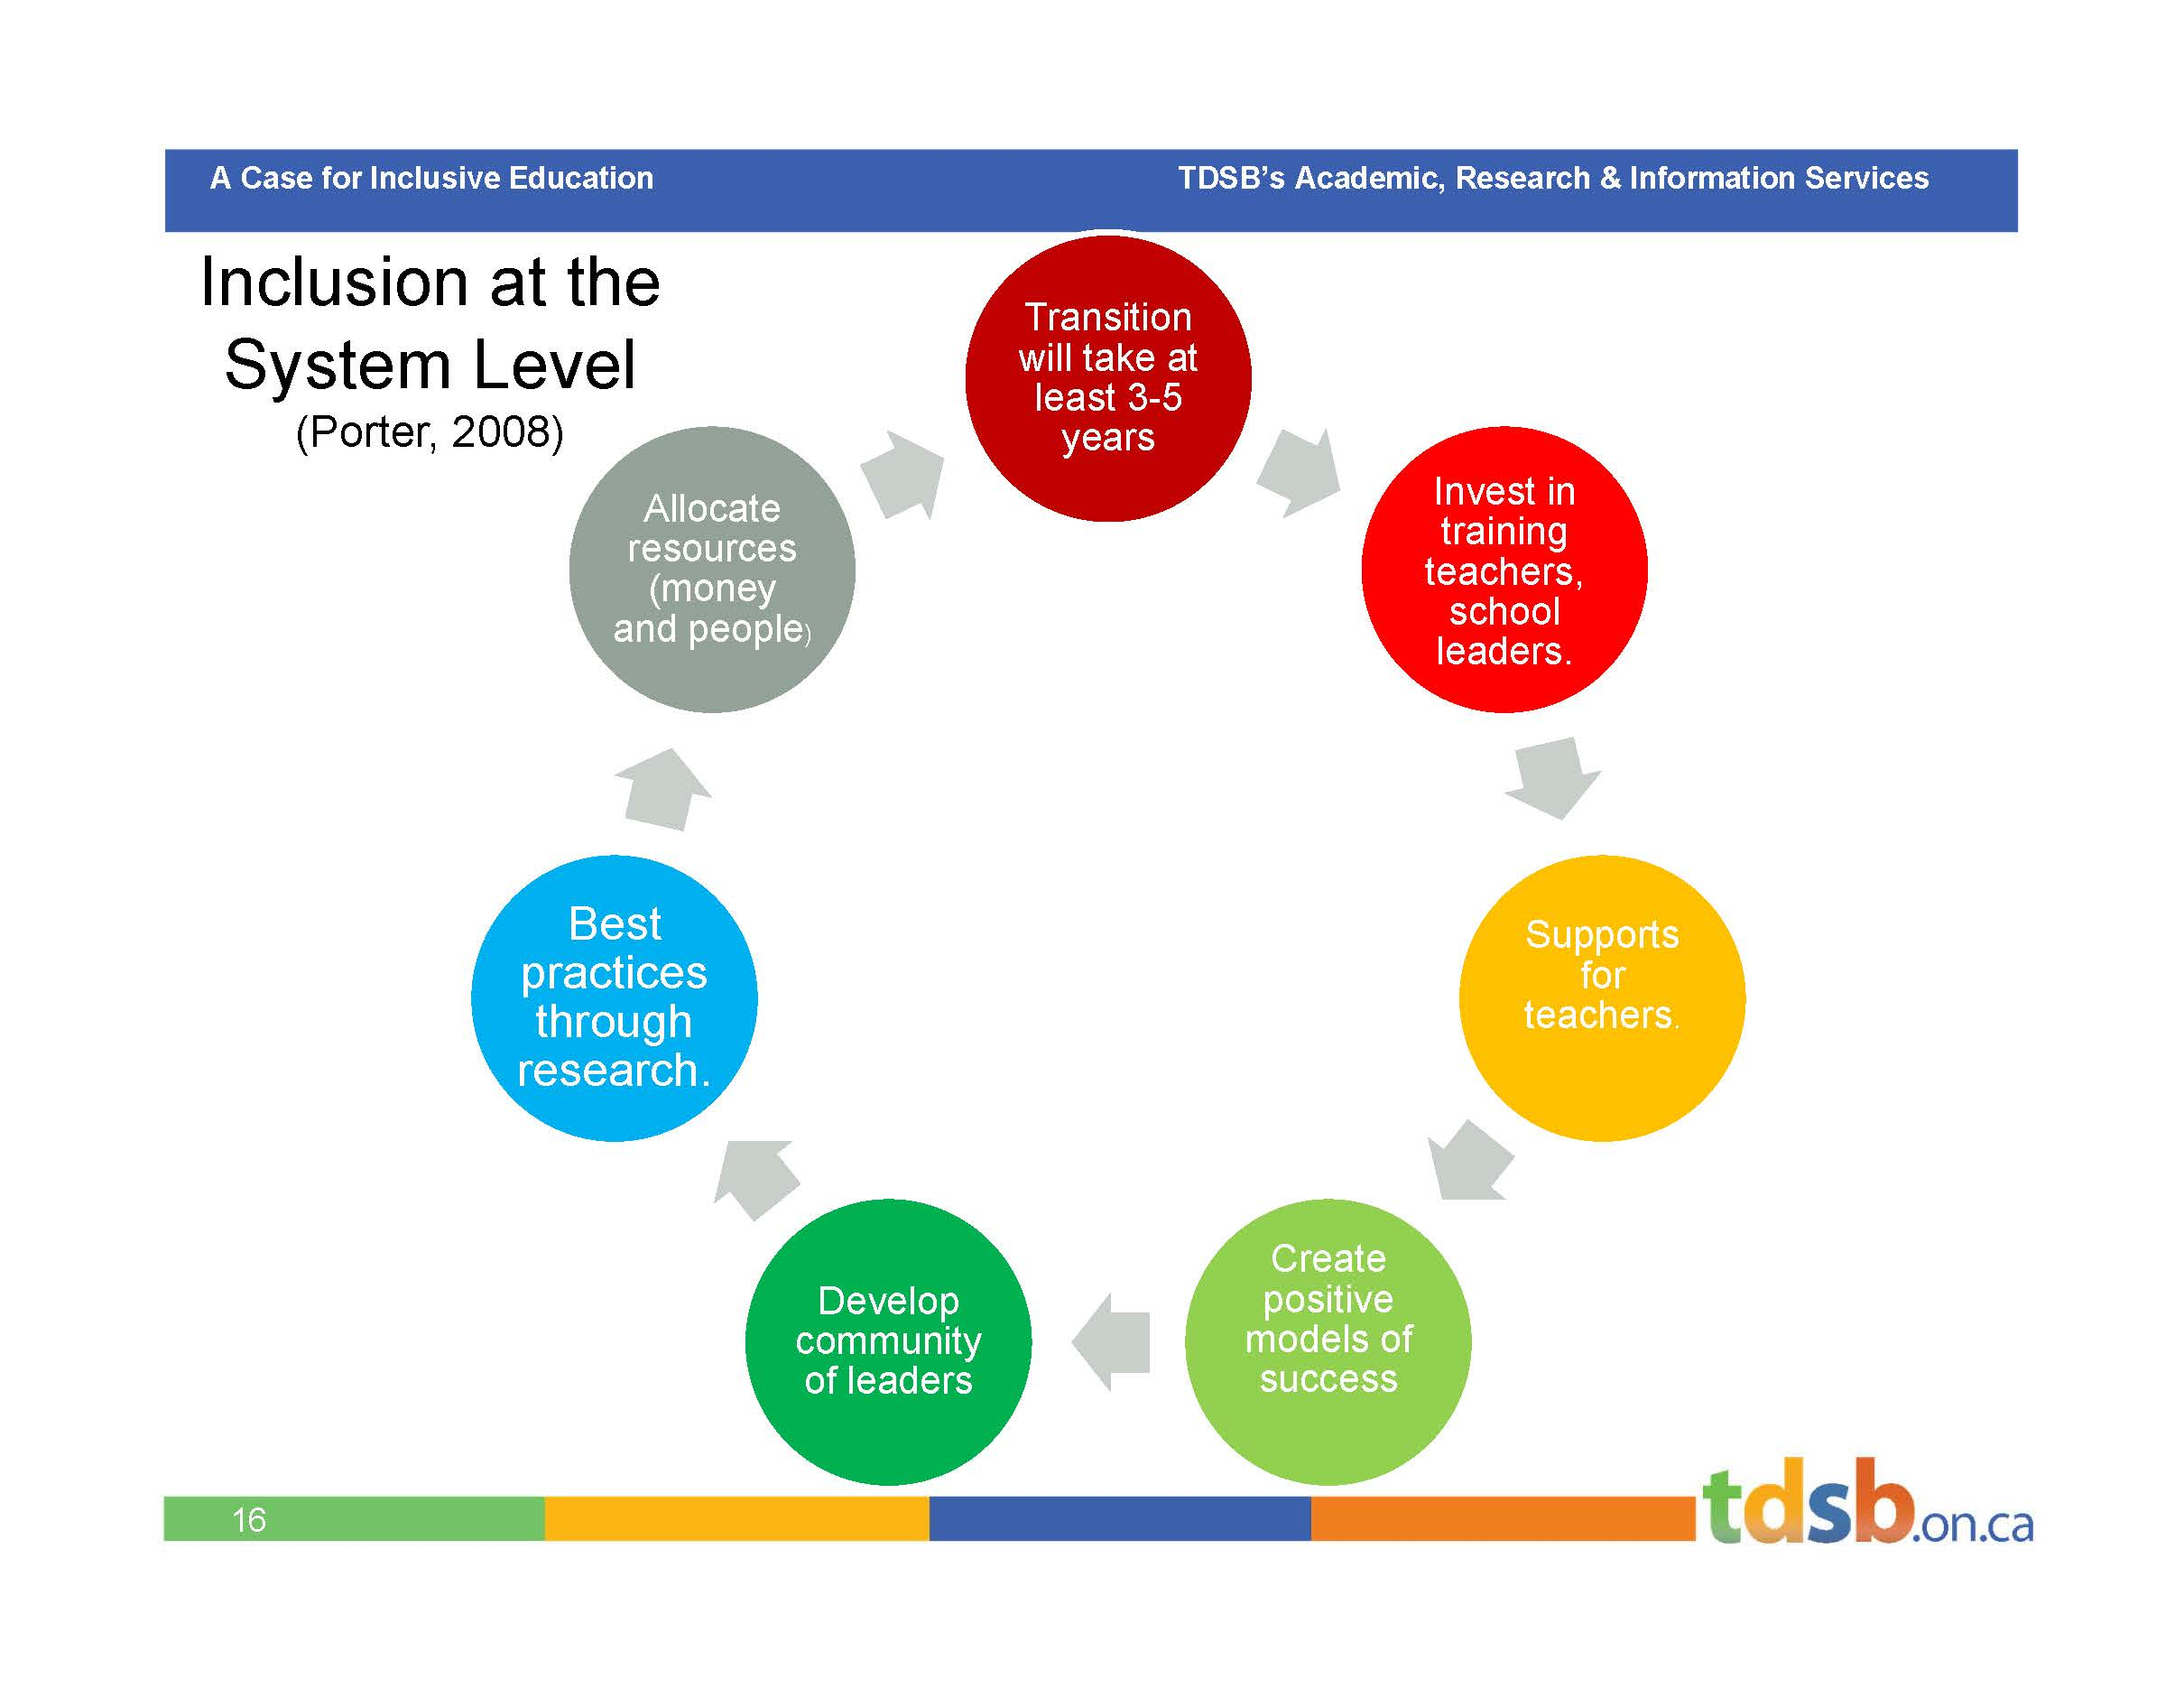 A Case for Inclusive Education
TDSB’s Academic, Research & Information Services
Inclusion at the
System Level
(Porter, 2008)
Transition
will take at
least 3-5
years
Invest in
training
teachers,
school
leaders.
Supports
for
teachers.
Create
positive
models of
success
Develop
community
of leaders
Best
practices
through
research.
Allocate
resources
(money
and people)
16
tdsb.on.ca